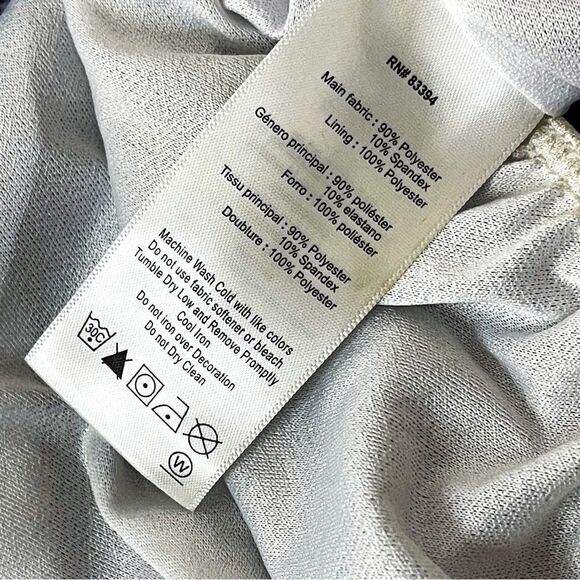 RN# 83394
Main fabric : 90% Polyester
10% Spandex
Lining : 100% Polyester
Género principal : 90% poliéster
10% elastano
Forro : 100% poliéster
Tissu principal : 90% Polyester
10% Spandex
Doublure : 100% Polyester
Machine Wash Cold with like colors
Do not use fabric softener or bleach
Tumble Dry Low and Remove Promptly
Cool Iron
Do not iron over Decoration
Do not Dry Clean
30C
W